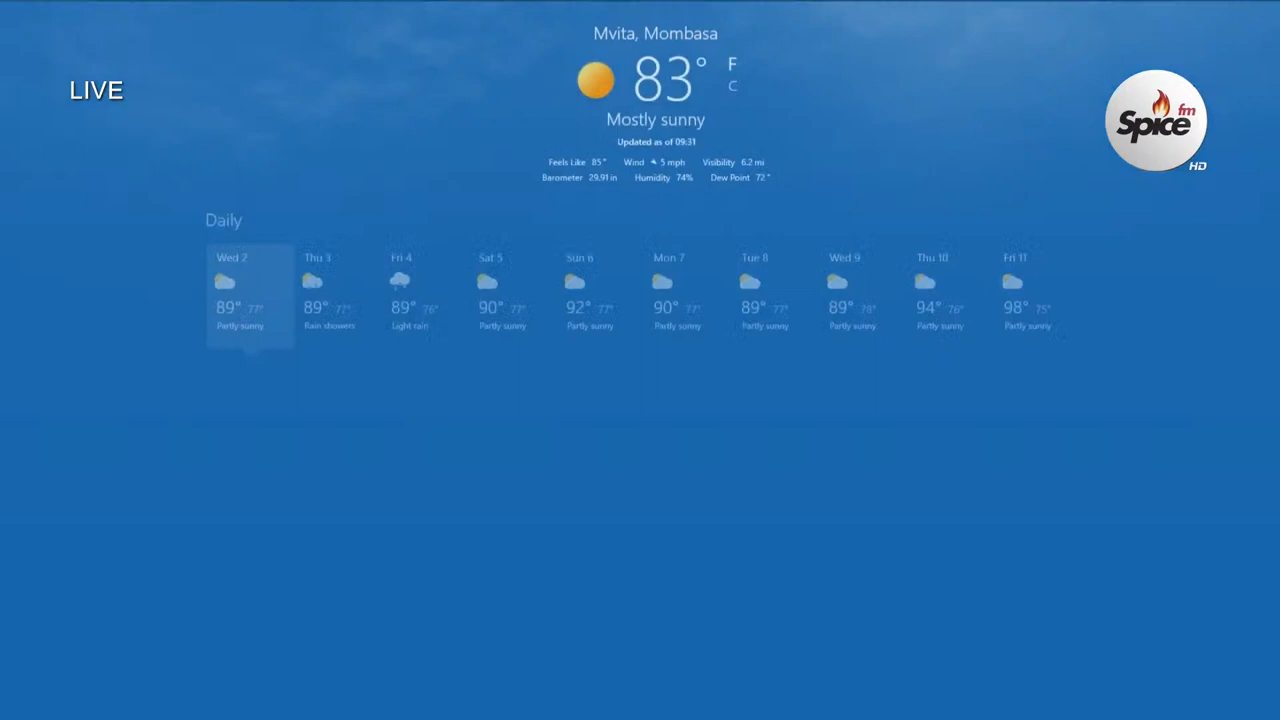 Mvita, Mombasa
LIVE
83° F
C
Mostly sunny
Updated as of 09:31
Feels Like 85° Wind 5 mph Visibility 6.2 mi
Barometer 29.91 in Humidity 74% Dew Point 72°
Spice fm
HD
Daily
Wed 2 Thu 3 Fri 4 Sat 5 Sun 6 Mon 7 Tue 8 Wed 9 Thu 10 Fri 11
89° 77° 89° 77° 89° 76° 90° 77° 92° 77° 90° 77° 89° 77° 89° 78° 94° 76° 98° 75°
Partly sunny Rain showers Light rain Partly sunny Partly sunny Partly sunny Partly sunny Partly sunny Partly sunny Partly sunny